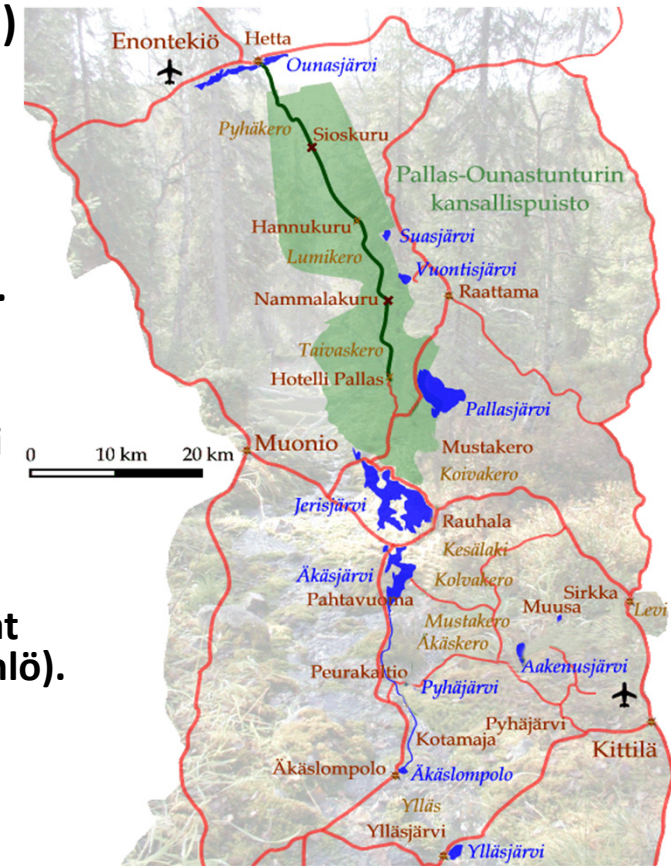 )
Enontekiö
Hetta
Ounasjärvi
Pyhäkero
Sioskuru
Pallas-Ounastunturin
kansallispuisto
Hannukuru
Suasjärvi
Lumikero
Vuontisjärvi
.
Nammalakuru
Raattama
Taivaskero
Hotelli Pallas
Pallasjärvi
i
Muonio
Mustakero
0 10 km 20 km
Koivakero
Jerisjärvi
Rauhala
Kesälaki
Äkäsjärvi
Kolvakero
Pahtavuoma
Sirkka
Muusa
Levi
nt
Mustakero
Äkäskero
nlö).
Peurakaltio
Aakenusjärvi
Pyhäjärvi
Pyhäjärvi
Kotamaja
Kittilä
Äkäslompolo
Äkäslompolo
Ylläs
Ylläsjärvi
Ylläsjärvi